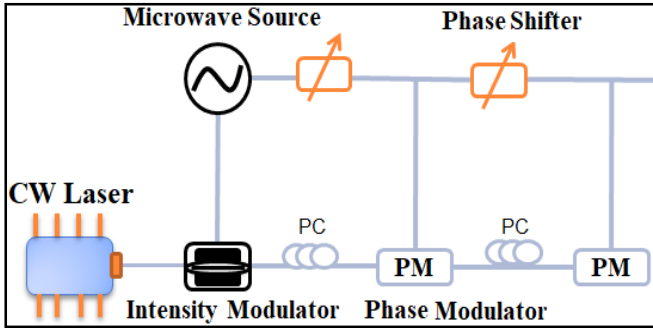 Microwave Source
Phase Shifter
CW Laser
PC
PC
PM
PM
Intensity Modulator
Phase Modulator